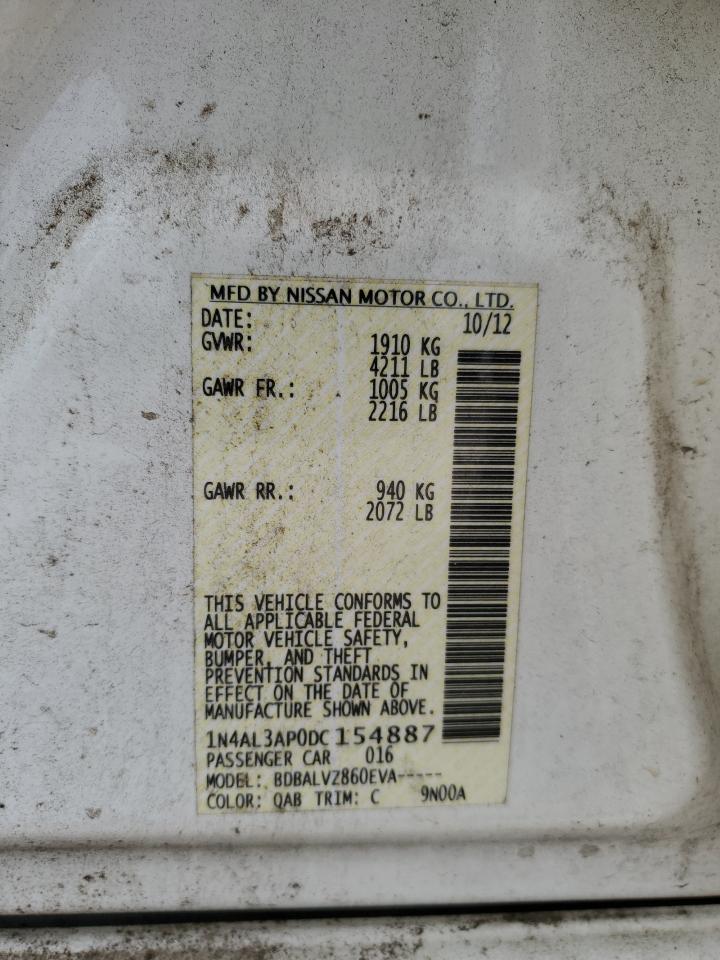 MFD BY NISSAN MOTOR CO., LTD.
DATE: 10/12
GVWR: 1910 KG
4211 LB
GAWR FR.: 1005 KG
2216 LB
GAWR RR.: 940 KG
2072 LB
THIS VEHICLE CONFORMS TO
ALL APPLICABLE FEDERAL
MOTOR VEHICLE SAFETY,
BUMPER, AND THEFT
PREVENTION STANDARDS IN
EFFECT ON THE DATE OF
MANUFACTURE SHOWN ABOVE.
1N4AL3AP0DC154887
PASSENGER CAR 016
MODEL: BDBALVZ860EVA-----
COLOR: QAB TRIM: C 9N00A